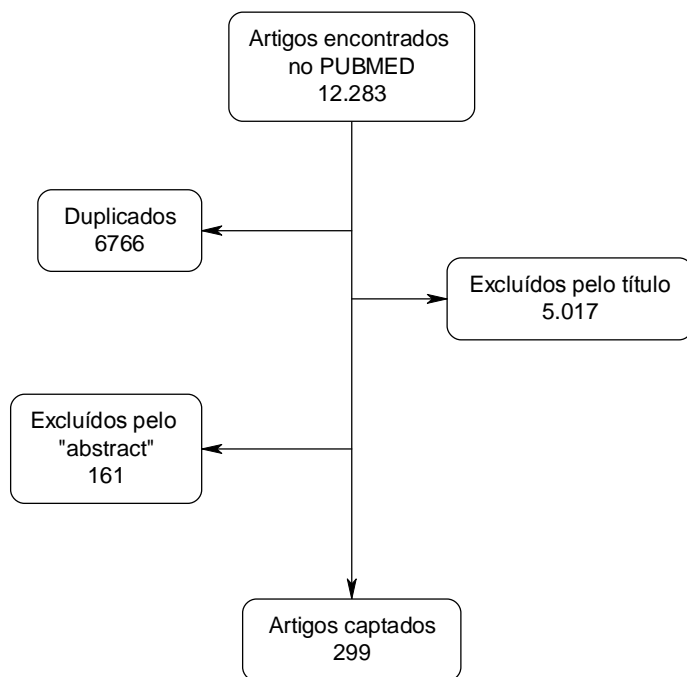 Artigos encontrados
no PUBMED
12.283
Duplicados
6766
Excluídos pelo título
5.017
Excluídos pelo
"abstract"
161
Artigos captados
299